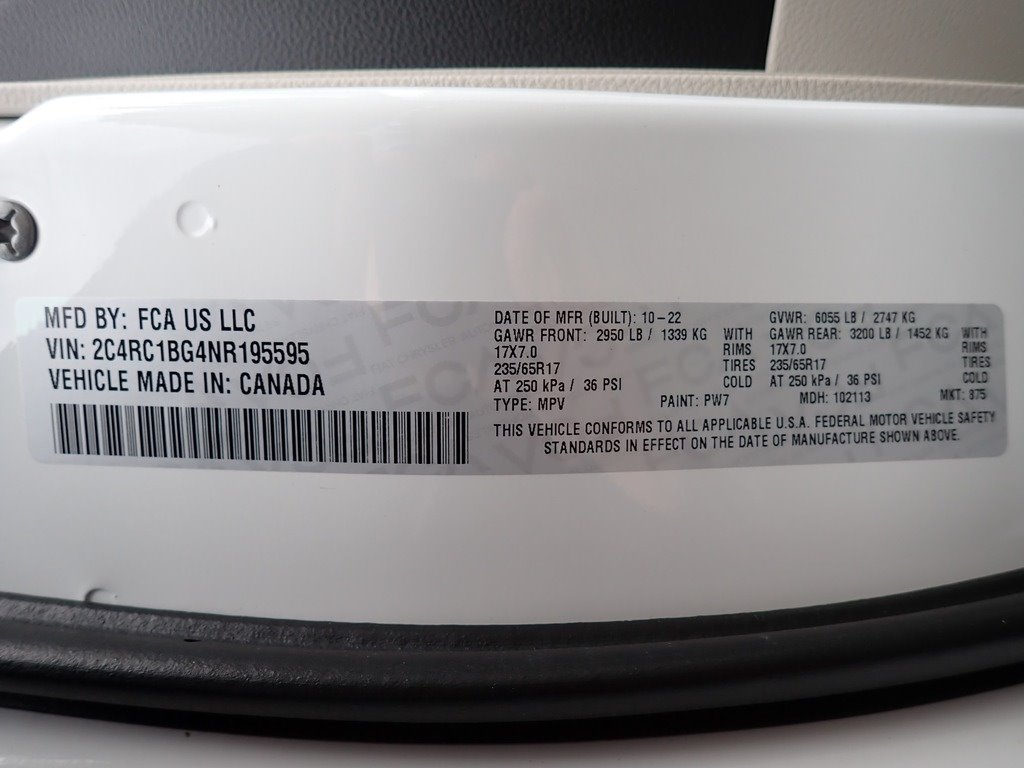 MFD BY: FCA US LLC
VIN: 2C4RC1BG4NR195595
VEHICLE MADE IN: CANADA
DATE OF MFR (BUILT): 10-22 GVWR: 6055 LB / 2747 KG
GAWR FRONT: 2950 LB / 1339 KG WITH GAWR REAR: 3200 LB / 1452 KG WITH
17X7.0 RIMS 17X7.0 RIMS
235/65R17 TIRES 235/65R17 TIRES
AT 250 kPa / 36 PSI COLD AT 250 kPa / 36 PSI COLD
TYPE: MPV PAINT: PW7 MDH: 102113 MKT: 875
THIS VEHICLE CONFORMS TO ALL APPLICABLE U.S.A. FEDERAL MOTOR VEHICLE SAFETY
STANDARDS IN EFFECT ON THE DATE OF MANUFACTURE SHOWN ABOVE.